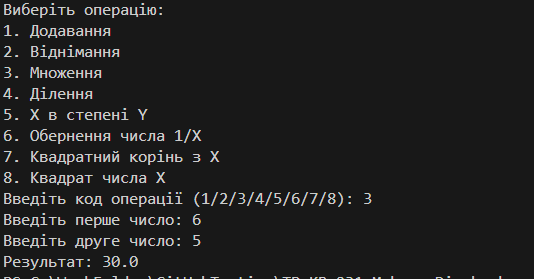 Виберіть операцію:
1. Додавання
2. Віднімання
3. Множення
4. Ділення
5. X в степені Y
6. Обернення числа 1/X
7. Квадратний корінь з X
8. Квадрат числа X
Введіть код операції (1/2/3/4/5/6/7/8): 3
Введіть перше число: 6
Введіть друге число: 5
Результат: 30.0